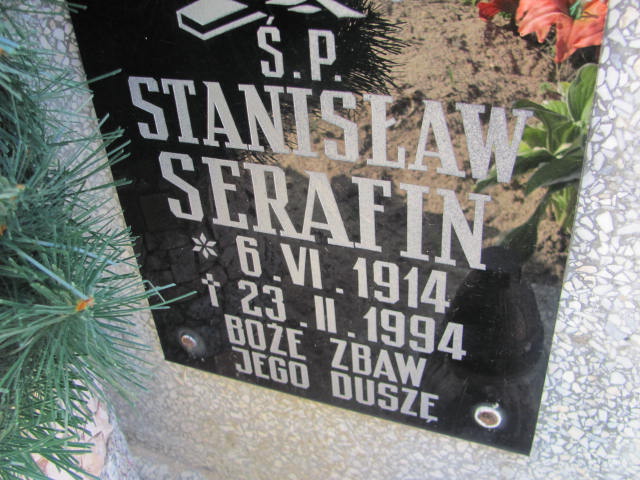 Ś.P.
STANISŁAW
SERAFIN
* 6.VI.1914
† 23.II.1994
BOŻE ZBAW
JEGO DUSZĘ